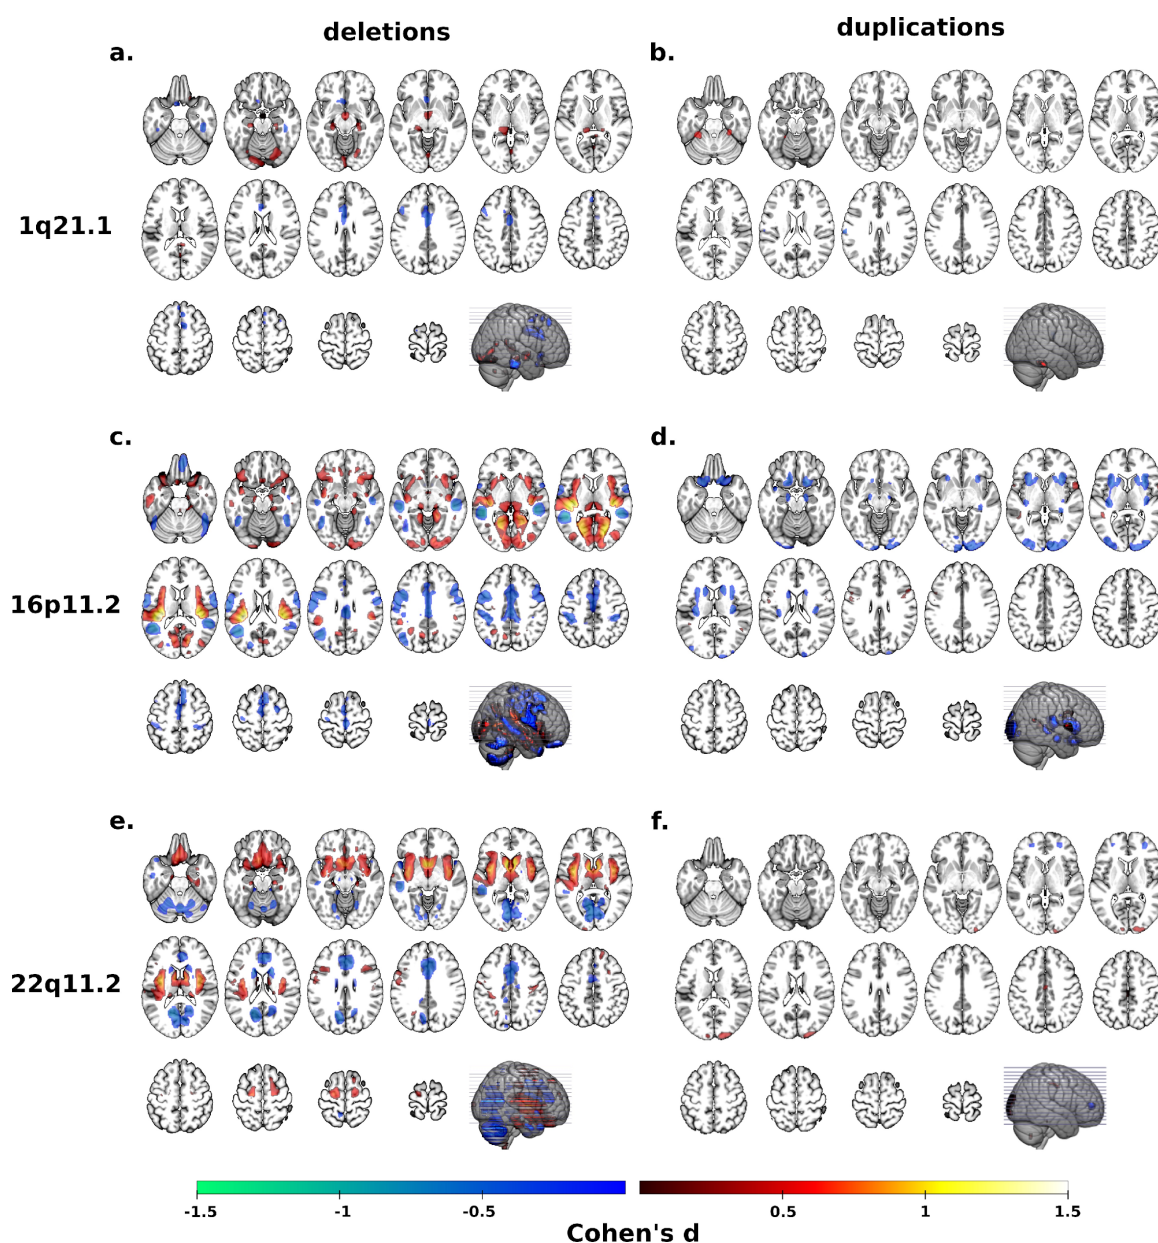 deletions
duplications
a.
b.
1q21.1
c.
d.
16p11.2
e.
f.
22q11.2
-1.5 -1 -0.5 0.5 1 1.5
Cohen's d